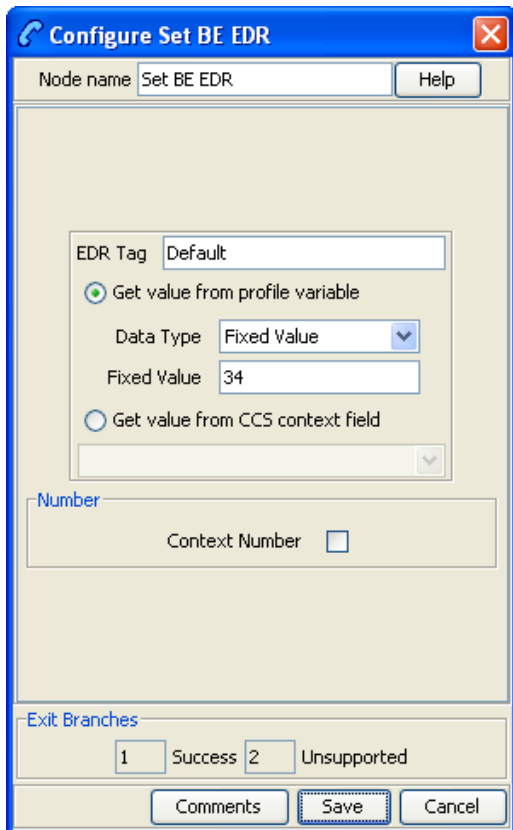 Configure Set BE EDR
Node name Set BE EDR Help
EDR Tag Default
Get value from profile variable
Data Type Fixed Value
Fixed Value 34
Get value from CCS context field
Number
Context Number
Exit Branches
1 Success 2 Unsupported
Comments Save Cancel